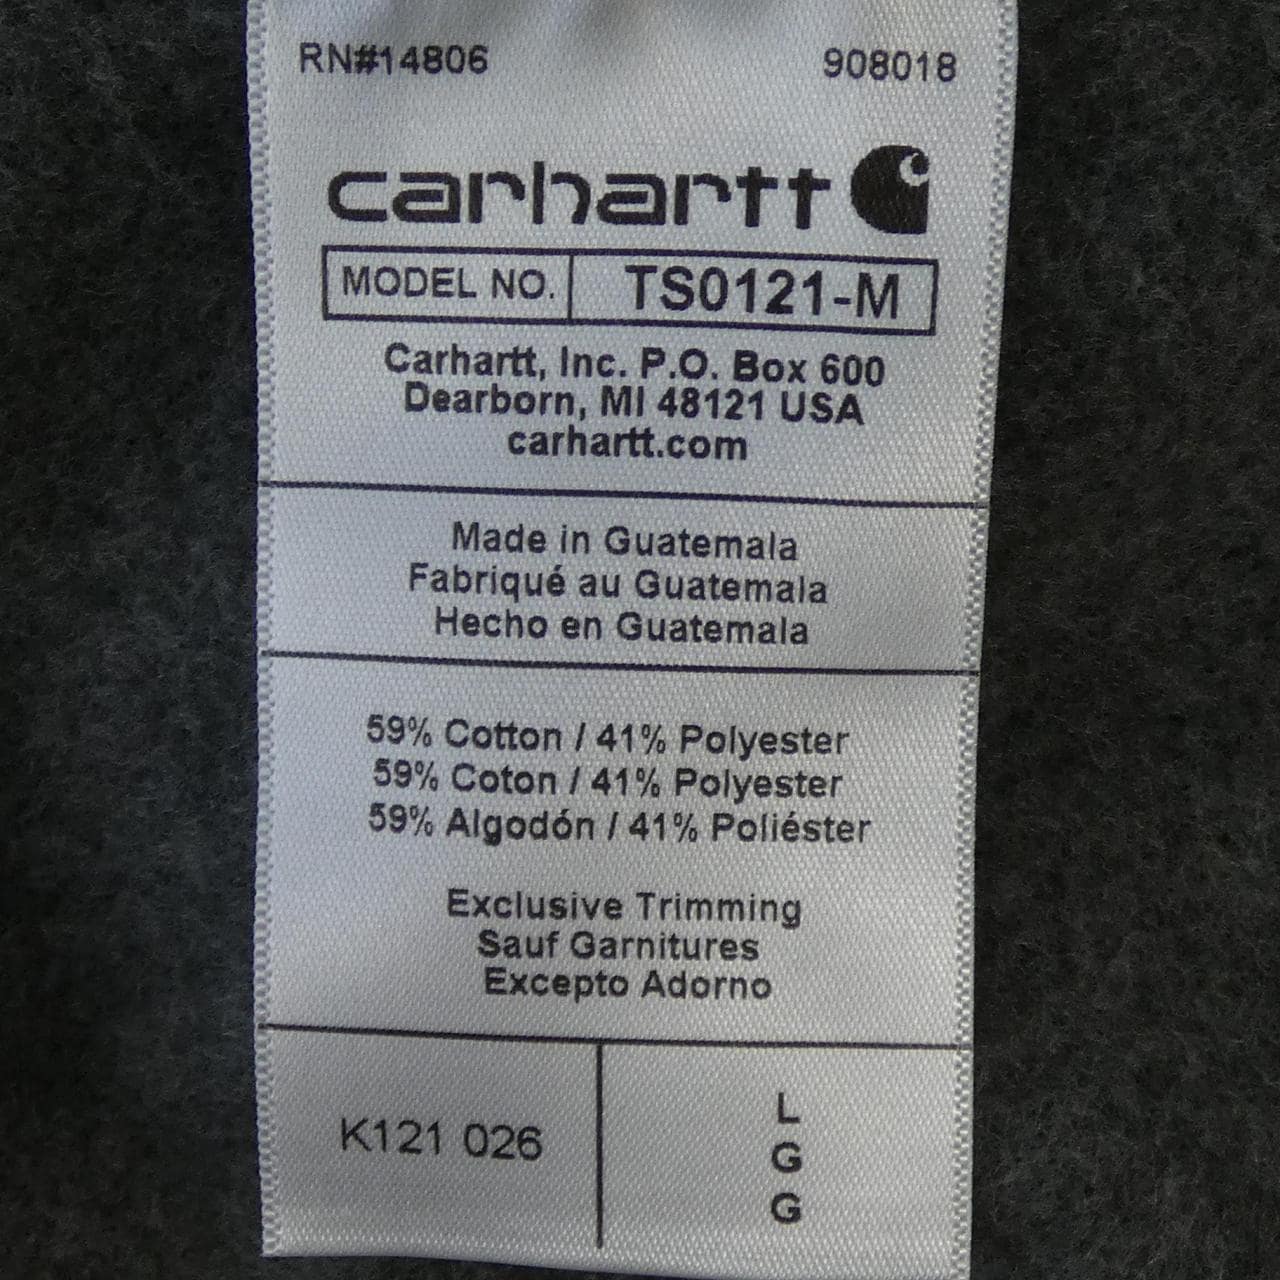 RN#14806 908018
carhartt
MODEL NO. TS0121-M
Carhartt, Inc. P.O. Box 600
Dearborn, MI 48121 USA
carhartt.com
Made in Guatemala
Fabriqué au Guatemala
Hecho en Guatemala
59% Cotton / 41% Polyester
59% Coton / 41% Polyester
59% Algodón / 41% Poliéster
Exclusive Trimming
Sauf Garnitures
Excepto Adorno
K121 026
L
G
G